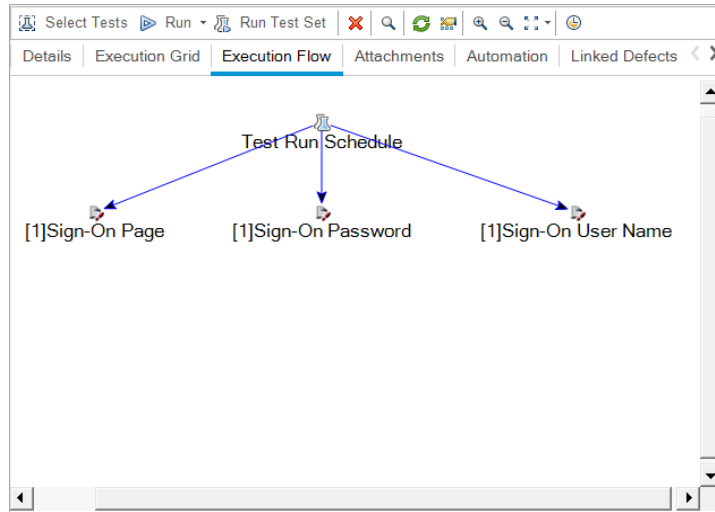 Select Tests Run Run Test Set
Details Execution Grid Execution Flow Attachments Automation Linked Defects
Test Run Schedule
[1]Sign-On Page [1]Sign-On Password [1]Sign-On User Name